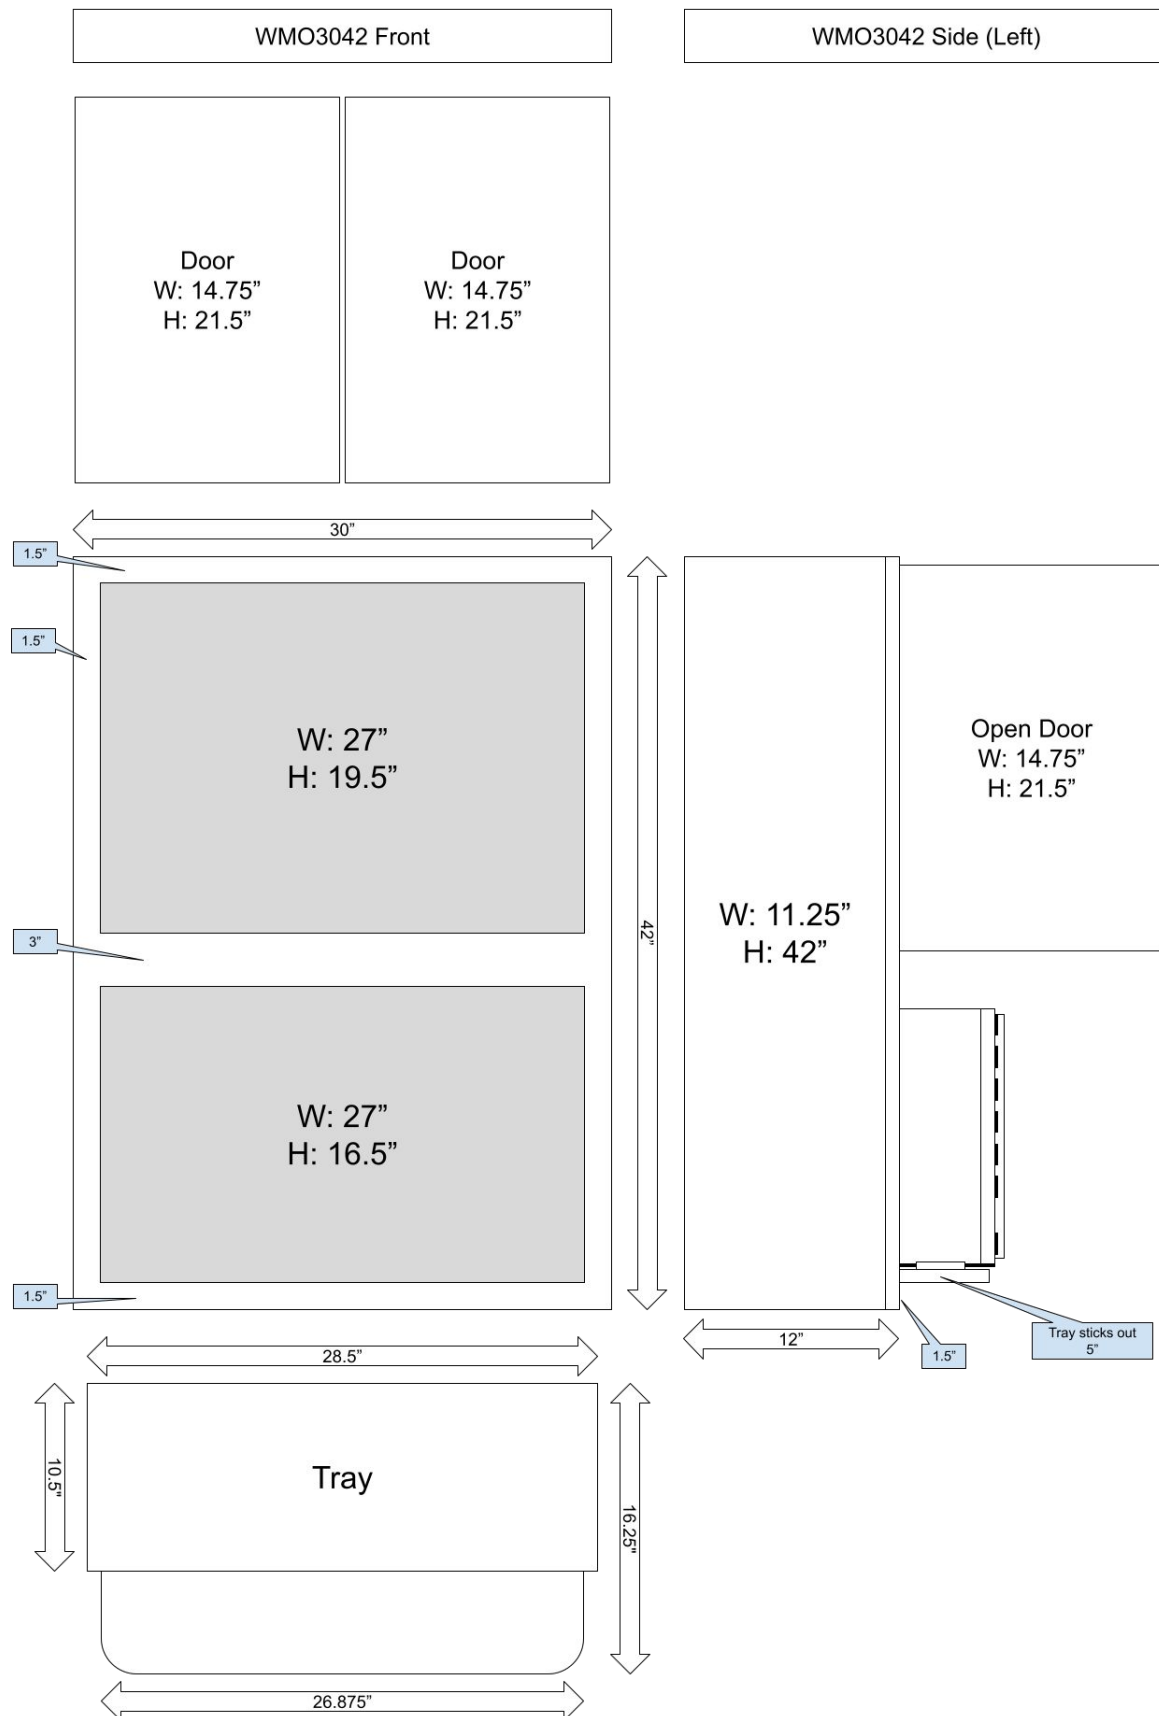 WMO3042 Front
WMO3042 Side (Left)
Door
W: 14.75”
H: 21.5”
Door
W: 14.75”
H: 21.5”
30”
1.5”
1.5”
W: 27”
H: 19.5”
3”
42”
W: 27”
H: 16.5”
1.5”
Open Door
W: 14.75”
H: 21.5”
W: 11.25”
H: 42”
12”
1.5”
Tray sticks out
5”
28.5”
10.5"
Tray
16.25"
26.875”